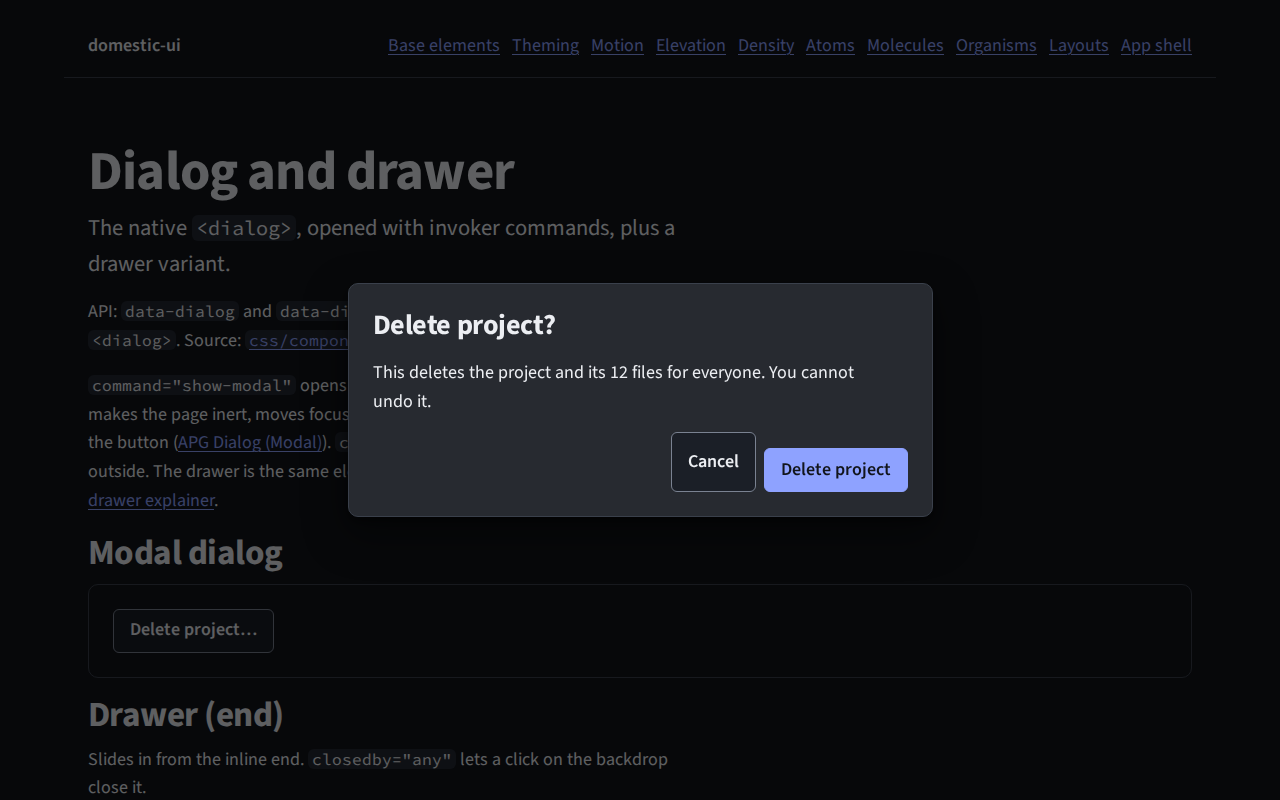 domestic-ui
Base elements Theming Motion Elevation Density Atoms Molecules Organisms Layouts App shell
Dialog and drawer
The native <dialog>, opened with invoker commands, plus a
drawer variant.
API: data-dialog and data-di
<dialog>. Source: css/compon
command="show-modal" opens
makes the page inert, moves focus
the button (APG Dialog (Modal)). c
outside. The drawer is the same el
drawer explainer.
Delete project?
This deletes the project and its 12 files for everyone. You cannot
undo it.
Cancel Delete project
Modal dialog
Delete project…
Drawer (end)
Slides in from the inline end. closedby="any" lets a click on the backdrop
close it.